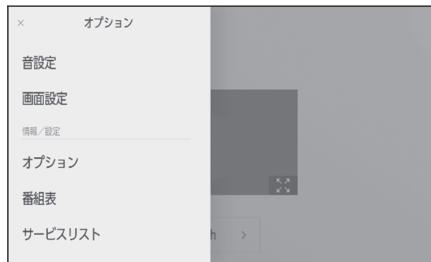 × オプション
音設定
画面設定
情報／設定
オプション
番組表
サービスリスト
h >